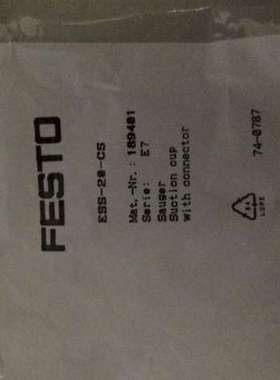 FESTO
ESS-20-CS
Mat.-Nr.: 189401
Serie: E7
Sauger
Suction cup
with connector
74-0787
LDPE